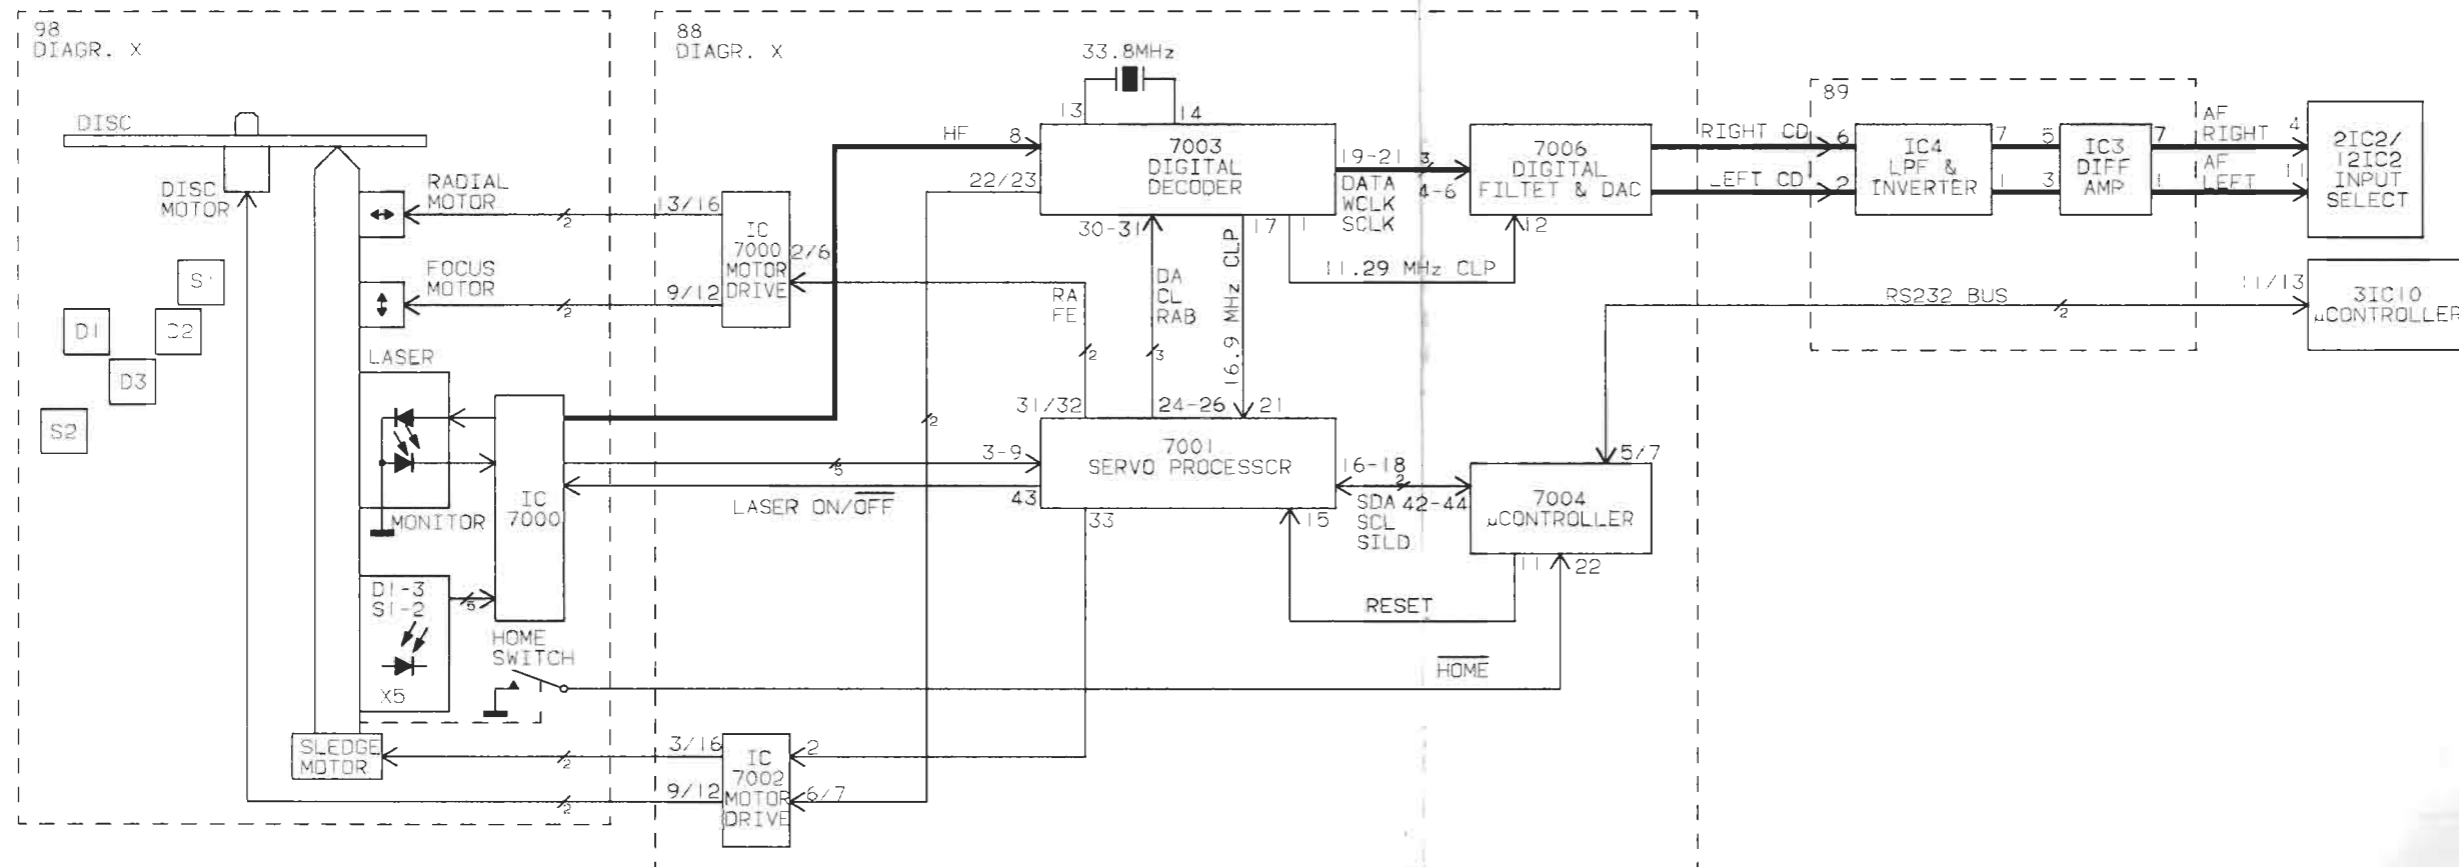 98
DIAGR. X
DISC
DISC
MOTOR
RADIAL
MOTOR
FOCUS
MOTOR
S1
D1
D3
S2
LASER
MONITOR
IC
7000
D1-3
S1-2
X5
5
HOME
SWITCH
SLEDGE
MOTOR
2
2
2
2
88
DIAGR. X
33.8MHz
13
14
HF
8
22/23
7003
DIGITAL
DECODER
19-21
3
DATA
WCLK
SCLK
4-6
7006
DIGITAL
FILTET & DAC
12
30-31
17
1
11.29 MHz CLP
DA
CL
RAB
3
16.9 MHz CLP
13/16
IC
7000
MOTOR
DRIVE
2/6
9/12
RA
FE
2
2
31/32
24-26
21
7001
SERVO PROCESSCR
3-9
5
43
LASER ON/OFF
33
15
16-18
2
SDA
SCL
SILD
42-44
7004
µCONTROLLER
5/7
11
22
RESET
HOME
3/16
IC
7002
MOTOR
DRIVE
2
9/12
6/7
RIGHT CD
LEFT CD
89
6
2
IC4
LPF &
INVERTER
7
1
5
3
IC3
DIFF
AMP
7
1
AF
RIGHT
4
AF
LEFT
11
2IC2/
12IC2
INPUT
SELECT
RS232 BUS
2
11/13
3IC10
µCONTROLLER